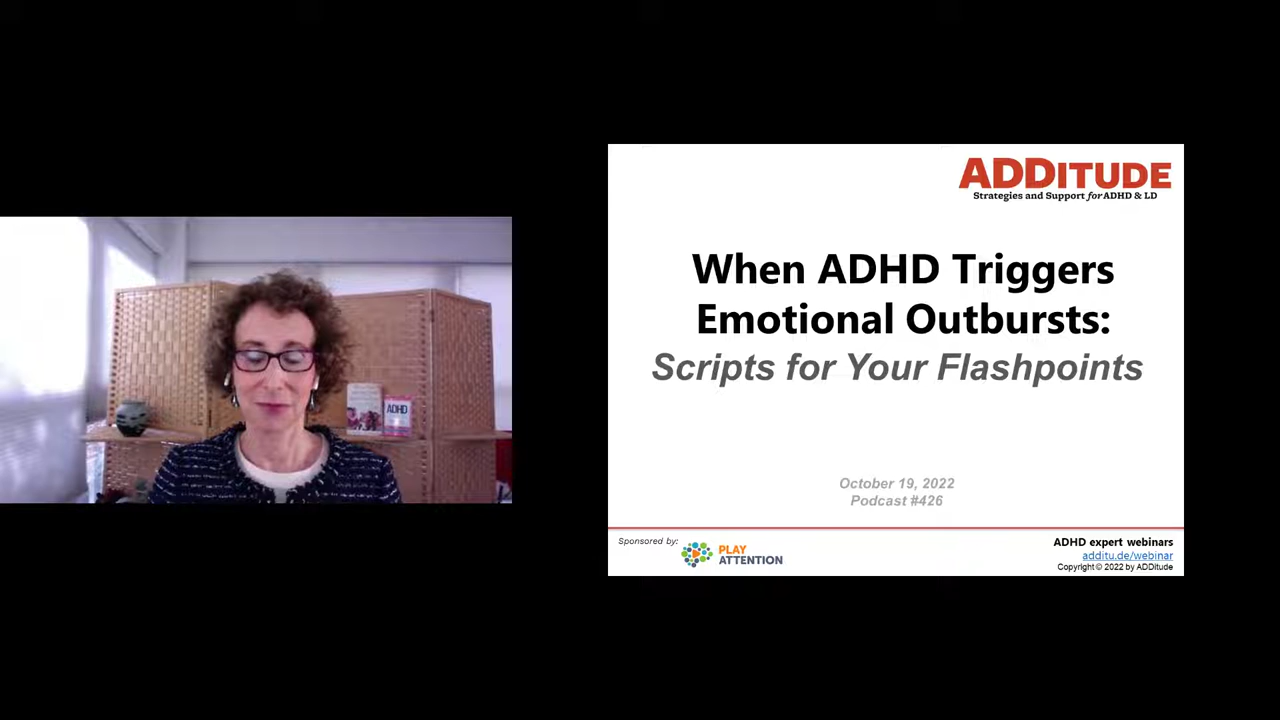 ADHD
ADDITUDE
Strategies and Support for ADHD & LD
When ADHD Triggers
Emotional Outbursts:
Scripts for Your Flashpoints
October 19, 2022
Podcast #426
Sponsored by:
PLAY
ATTENTION
ADHD expert webinars
additu.de/webinar
Copyright © 2022 by ADDitude